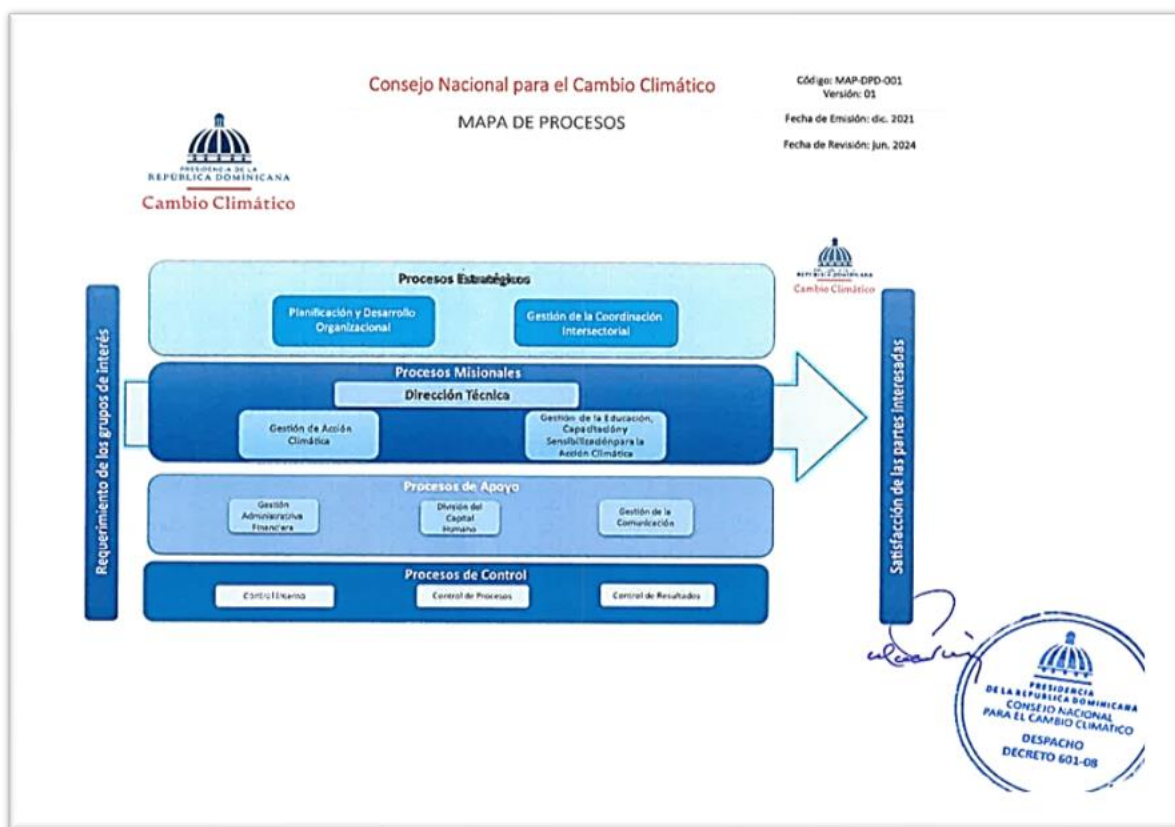 Consejo Nacional para el Cambio Climático
MAPA DE PROCESOS
Código: MAP-DPD-001
Versión: 01
Fecha de Emisión: dic. 2021
Fecha de Revisión: Jun. 2024
PRESIDENCIA DE LA
REPÚBLICA DOMINICANA
Cambio Climático
REPÚBLICA DOMINICANA
Cambio Climático
Requerimiento de los grupos de interés
Procesos Estratégicos
Planificación y Desarrollo
Organizacional
Gestión de la Coordinación
Intersectorial
Procesos Misionales
Dirección Técnica
Gestión de Acción
Climática
Gestión de la Educación,
Capacitación y
Sensibilización para la
Acción Climática
Procesos de Apoyo
Gestión
Administrativa
Financiera
División del
Capital
Humano
Gestión de la
Comunicación
Procesos de Control
Control Interno
Control de Procesos
Control de Resultados
Satisfacción de las partes interesadas
PRESIDENCIA
DE LA REPÚBLICA DOMINICANA
CONSEJO NACIONAL
PARA EL CAMBIO CLIMATICO
DESPACHO
DECRETO 601-08